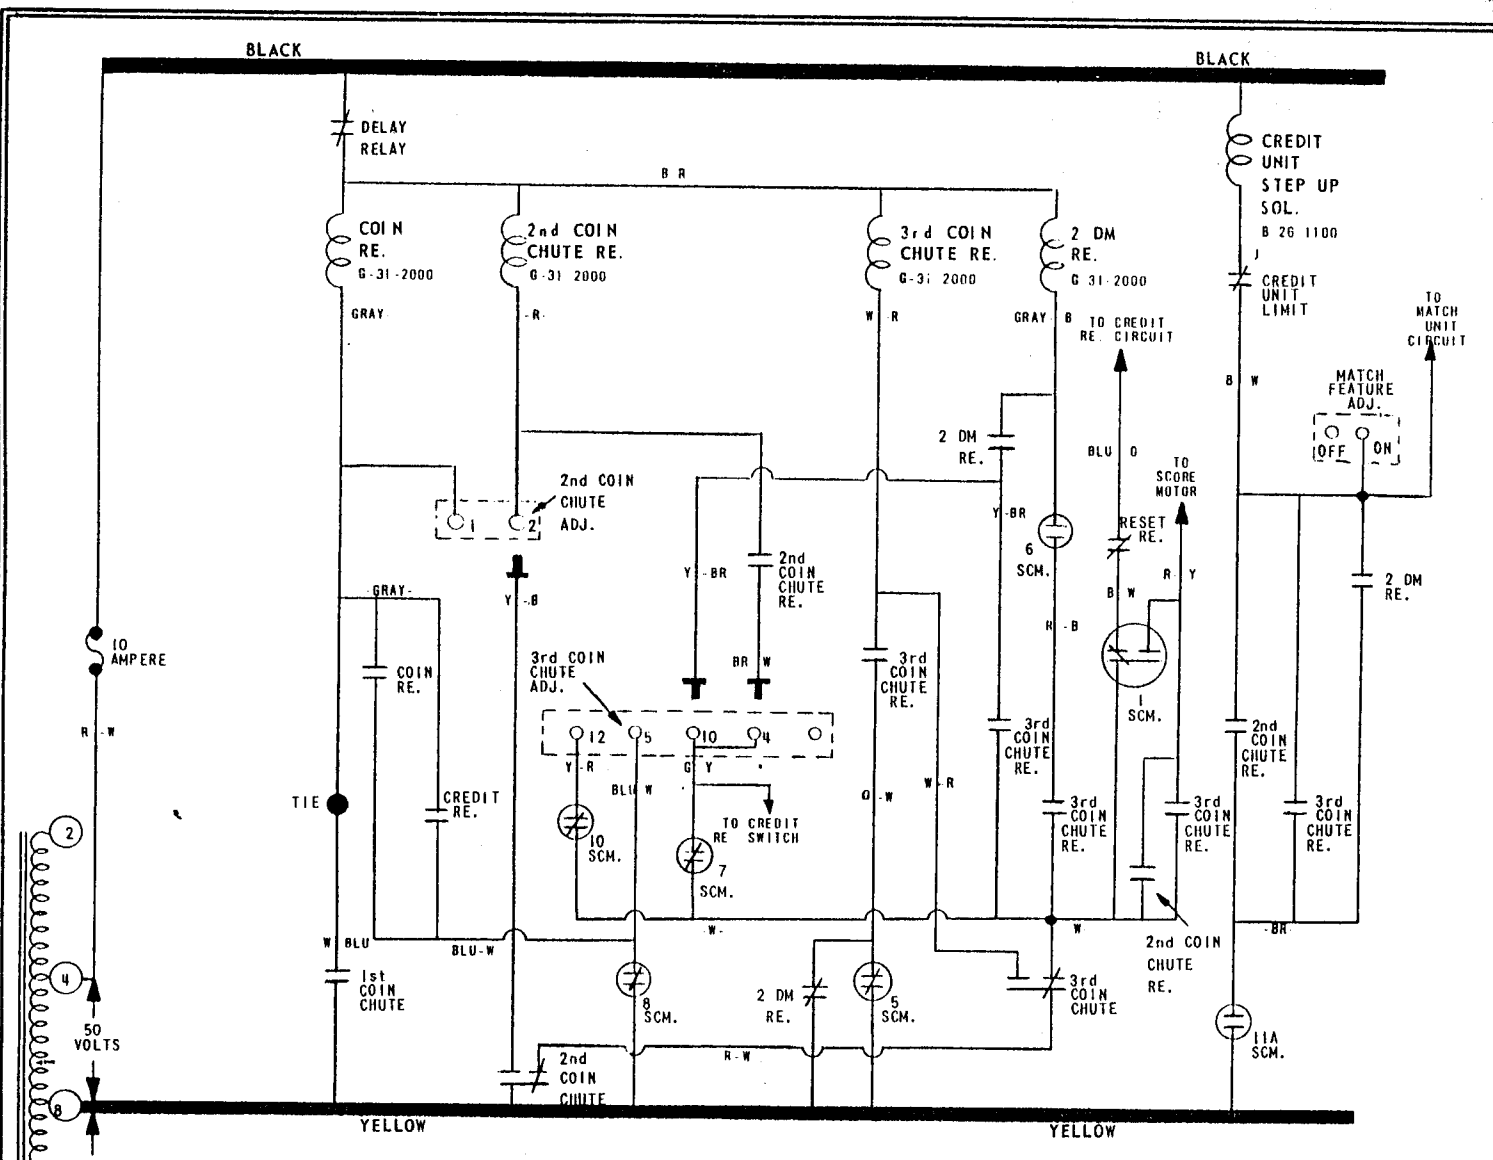 BLACK
BLACK
DELAY
RELAY
B R
COIN
RE.
G-31-2000
2nd COIN
CHUTE RE.
G-31 2000
3rd COIN
CHUTE RE.
G-31 2000
2 DM
RE.
G 31-2000
CREDIT
UNIT
STEP UP
SOL.
B 26 1100
J
CREDIT
UNIT
LIMIT
GRAY
-R-
W R
GRAY B
TO CREDIT
RE. CIRCUIT
TO
MATCH
UNIT
CIRCUIT
B W
MATCH
FEATURE
ADJ.
OFF
ON
2 DM
RE.
BLU O
TO
SCORE
MOTOR
2nd COIN
CHUTE
ADJ.
1
2
Y-BR
6
SCM.
RESET
RE.
R Y
2 DM
RE.
-GRAY-
Y-B
Y-BR
2nd
COIN
CHUTE
RE.
B W
R-B
10
AMPERE
COIN
RE.
3rd COIN
CHUTE
ADJ.
BR W
3rd
COIN
CHUTE
RE.
1
SCM.
R-W
12
5
10
4
3rd
COIN
CHUTE
RE.
2nd
COIN
CHUTE
RE.
Y-R
BLU W
G Y
O-W
W-R
TIE
CREDIT
RE.
10
SCM.
TO CREDIT
RE SWITCH
3rd
COIN
CHUTE
RE.
3rd
COIN
CHUTE
RE.
3rd
COIN
CHUTE
RE.
2
7
SCM.
W BLU
BLU-W
-W-
W
-BR-
2nd COIN
CHUTE
RE.
4
1st
COIN
CHUTE
8
SCM.
2 DM
RE.
5
SCM.
3rd
COIN
CHUTE
50
VOLTS
R-W
11A
SCM.
2nd
COIN
CHUTE
8
YELLOW
YELLOW